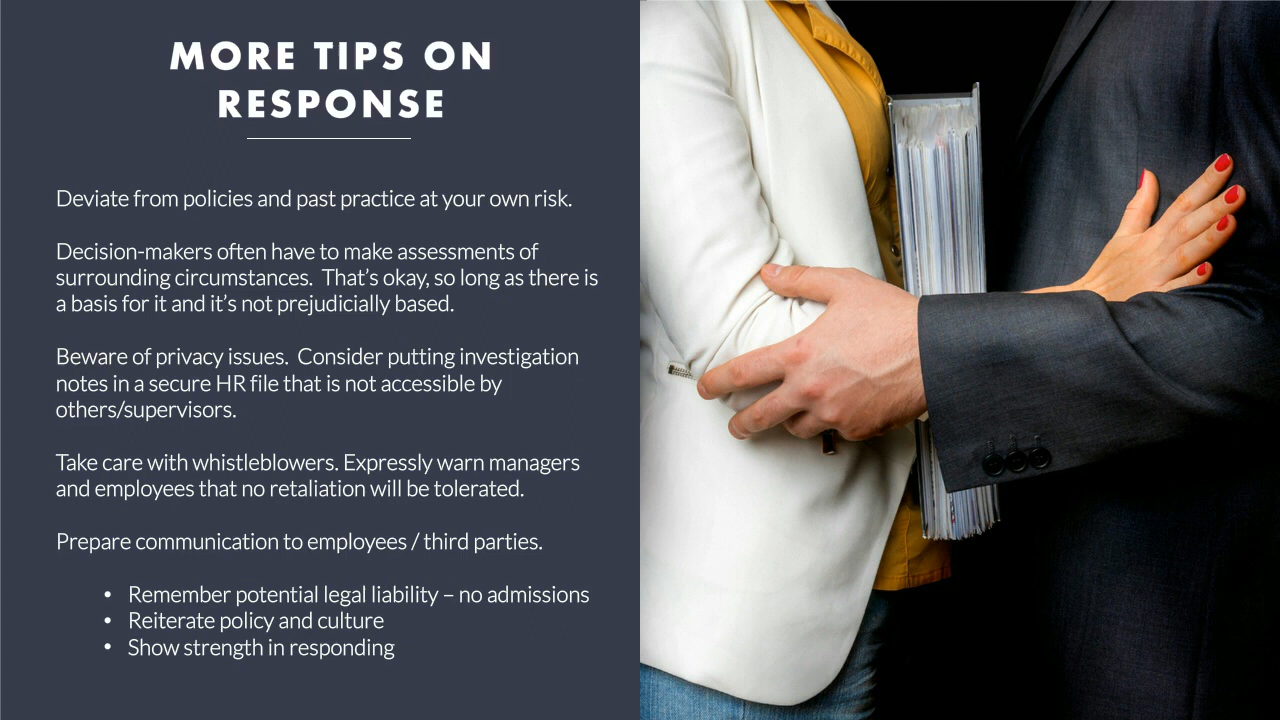 MORE TIPS ON
RESPONSE
Deviate from policies and past practice at your own risk.
Decision-makers often have to make assessments of
surrounding circumstances.  That’s okay, so long as there is
a basis for it and it’s not prejudicially based.
Beware of privacy issues.  Consider putting investigation
notes in a secure HR file that is not accessible by
others/supervisors.
Take care with whistleblowers. Expressly warn managers
and employees that no retaliation will be tolerated.
Prepare communication to employees / third parties.
• Remember potential legal liability – no admissions
• Reiterate policy and culture
• Show strength in responding